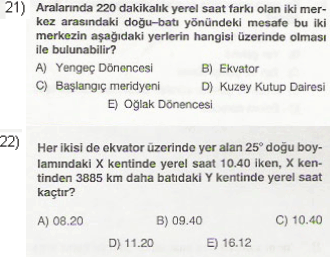 21) Aralarında 220 dakikalık yerel saat farkı olan iki mer-
kez arasındaki doğu–batı yönündeki mesafe bu iki
merkezin aşağıdaki yerlerin hangisi üzerinde olması
ile bulunabilir?
A) Yengeç Dönencesi B) Ekvator
C) Başlangıç meridyeni D) Kuzey Kutup Dairesi
E) Oğlak Dönencesi
22) Her ikisi de ekvator üzerinde yer alan 25° doğu boy-
lamındaki X kentinde yerel saat 10.40 iken, X ken-
tinden 3885 km daha batıdaki Y kentinde yerel saat
kaçtır?
A) 08.20 B) 09.40 C) 10.40
D) 11.20 E) 16.12